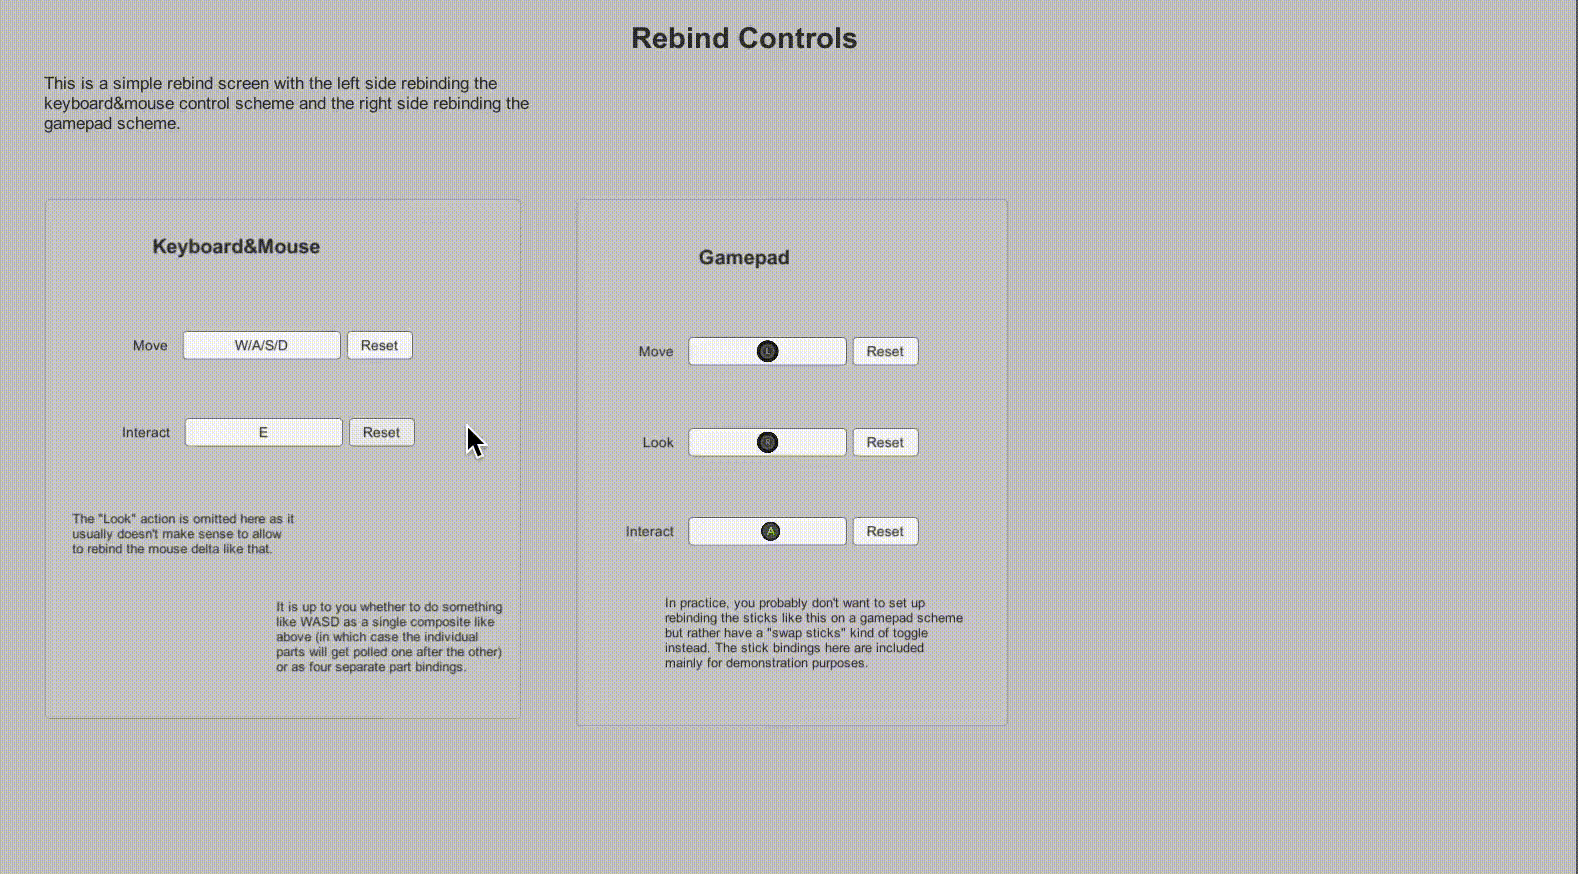 Rebind Controls
This is a simple rebind screen with the left side rebinding the
keyboard&mouse control scheme and the right side rebinding the
gamepad scheme.
Keyboard&Mouse
Move W/A/S/D Reset
Interact E Reset
The "Look" action is omitted here as it
usually doesn't make sense to allow
to rebind the mouse delta like that.
It is up to you whether to do something
like WASD as a single composite like
above (in which case the individual
parts will get polled one after the other)
or as four separate part bindings.
Gamepad
Move L Reset
Look R Reset
Interact A Reset
In practice, you probably don't want to set up
rebinding the sticks like this on a gamepad scheme
but rather have a "swap sticks" kind of toggle
instead. The stick bindings here are included
mainly for demonstration purposes.